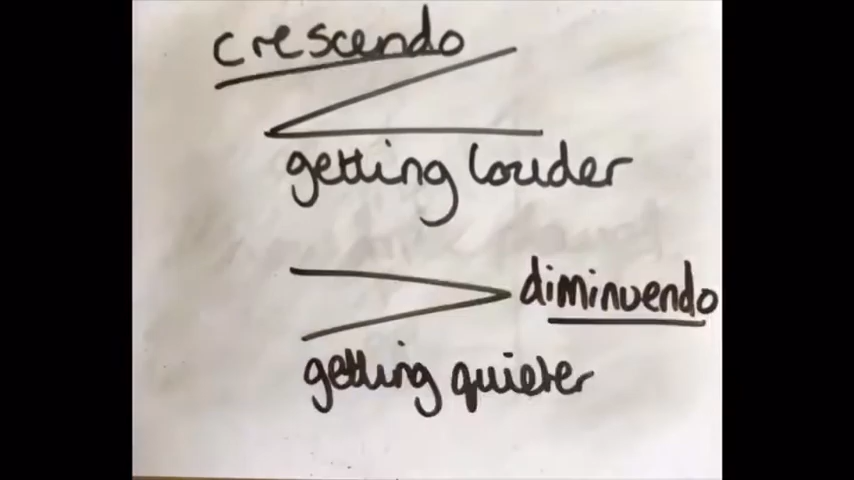 crescendo
getting louder
diminuendo
getting quieter